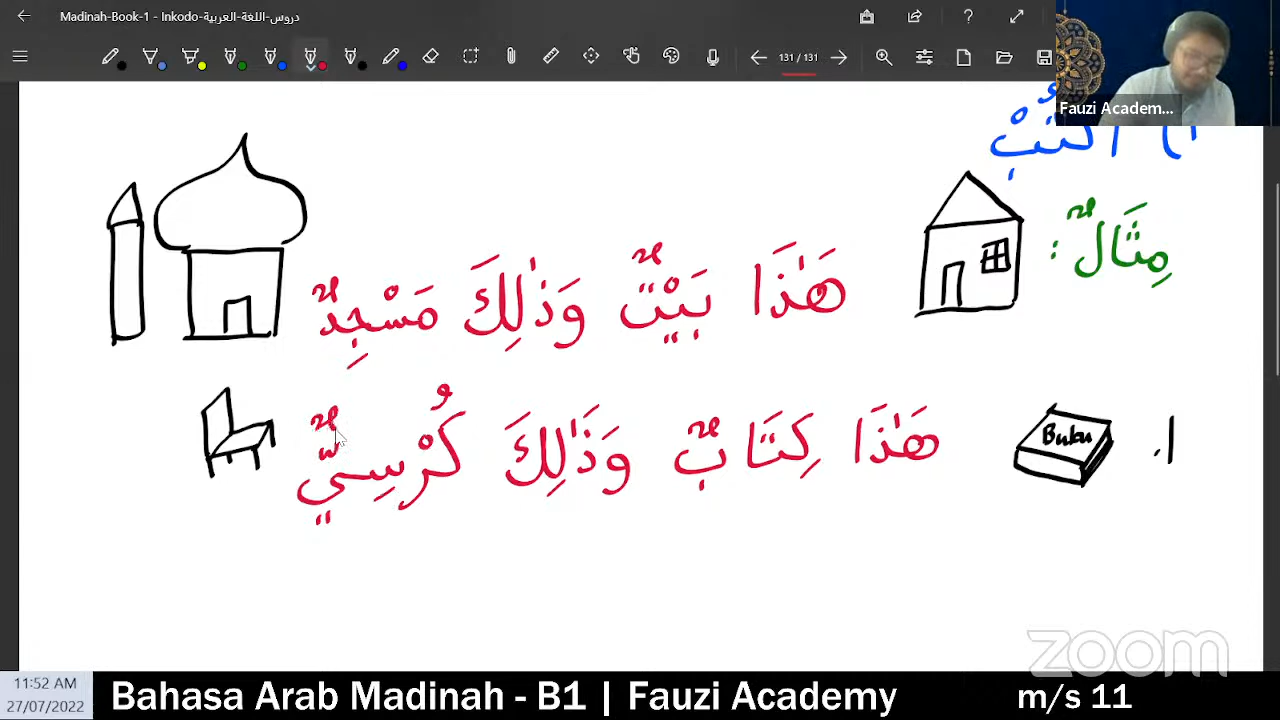 Madinah-Book-1 - Inkodo-دروس-اللغة-العربية
131 / 131
Fauzi Academ...
أ) اُكْتُبْ
مِثَالٌ :
هَٰذَا بَيْتٌ وَذَٰلِكَ مَسْجِدٌ
١. Buku هَٰذَا كِتَابٌ وَذَٰلِكَ كُرْسِيٌّ
zoom
11:52 AM
27/07/2022
Bahasa Arab Madinah - B1 | Fauzi Academy m/s 11